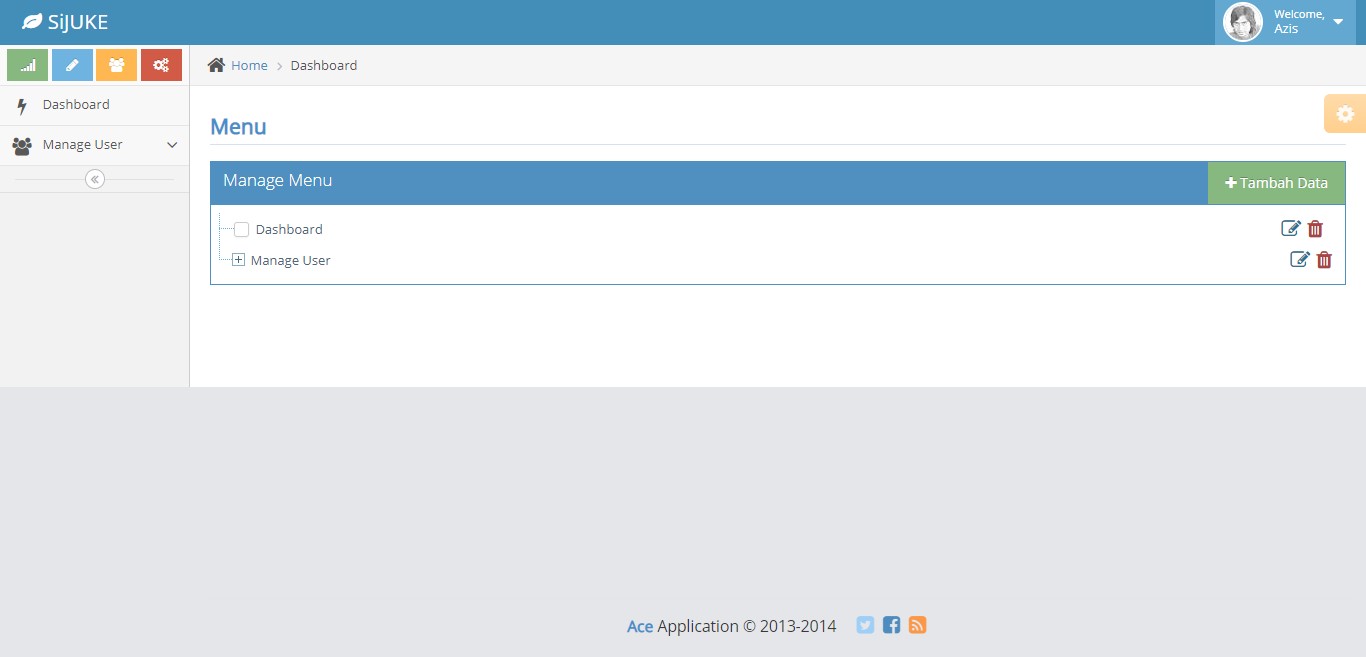 SiJUKE
Welcome,
Azis
Home > Dashboard
Dashboard
Manage User
Menu
Manage Menu
Tambah Data
Dashboard
Manage User
Ace Application © 2013-2014